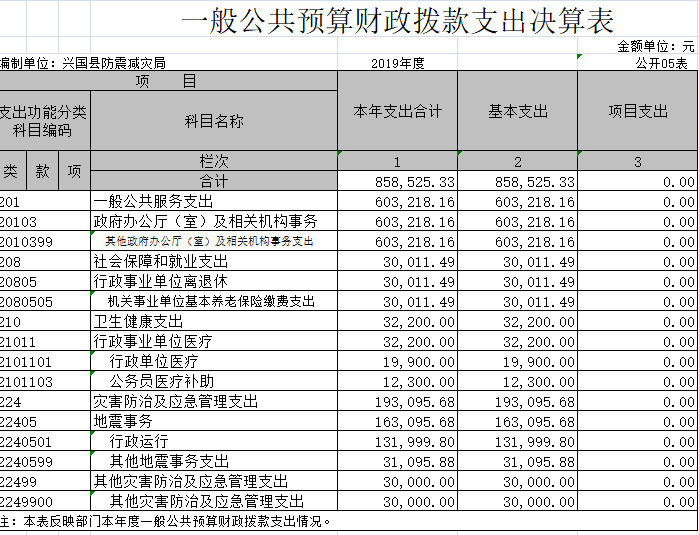 一般公共预算财政拨款支出决算表
金额单位：元
编制单位：兴国县防震减灾局 2019年度 公开05表
项 目 本年支出合计 基本支出 项目支出
支出功能分类科目编码 科目名称
类 款 项 栏次 1 2 3
合计 858,525.33 858,525.33 0.00
201 一般公共服务支出 603,218.16 603,218.16 0.00
20103 政府办公厅（室）及相关机构事务 603,218.16 603,218.16 0.00
2010399 其他政府办公厅（室）及相关机构事务支出 603,218.16 603,218.16 0.00
208 社会保障和就业支出 30,011.49 30,011.49 0.00
20805 行政事业单位离退休 30,011.49 30,011.49 0.00
2080505 机关事业单位基本养老保险缴费支出 30,011.49 30,011.49 0.00
210 卫生健康支出 32,200.00 32,200.00 0.00
21011 行政事业单位医疗 32,200.00 32,200.00 0.00
2101101 行政单位医疗 19,900.00 19,900.00 0.00
2101103 公务员医疗补助 12,300.00 12,300.00 0.00
224 灾害防治及应急管理支出 193,095.68 193,095.68 0.00
22405 地震事务 163,095.68 163,095.68 0.00
2240501 行政运行 131,999.80 131,999.80 0.00
2240599 其他地震事务支出 31,095.88 31,095.88 0.00
22499 其他灾害防治及应急管理支出 30,000.00 30,000.00 0.00
2249900 其他灾害防治及应急管理支出 30,000.00 30,000.00 0.00
注：本表反映部门本年度一般公共预算财政拨款支出情况。